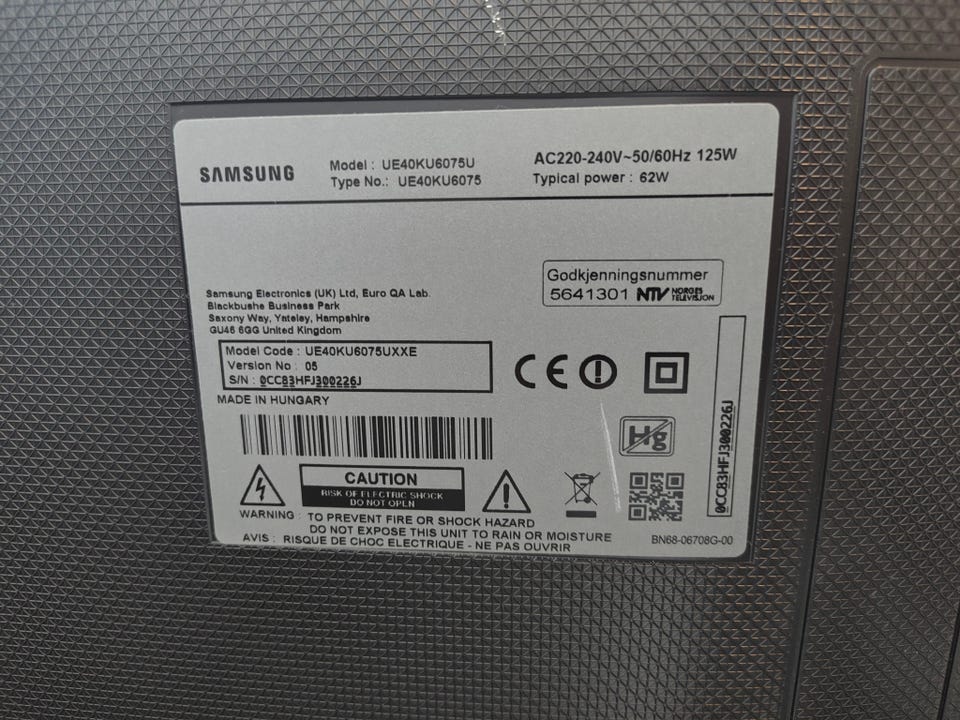 SAMSUNG
Model : UE40KU6075U
Type No.: UE40KU6075
AC220-240V~50/60Hz 125W
Typical power : 62W
Godkjenningsnummer
5641301 NTV NORGES TELEVISJON
Samsung Electronics (UK) Ltd, Euro QA Lab.
Blackbushe Business Park
Saxony Way, Yateley, Hampshire
GU46 6GG United Kingdom
Model Code : UE40KU6075UXXE
Version No : 05
S/N : 0CC83HFJ300226J
MADE IN HUNGARY
CE
Hg
0CC83HFJ300226J
CAUTION
RISK OF ELECTRIC SHOCK
DO NOT OPEN
WARNING : TO PREVENT FIRE OR SHOCK HAZARD
DO NOT EXPOSE THIS UNIT TO RAIN OR MOISTURE
AVIS : RISQUE DE CHOC ELECTRIQUE - NE PAS OUVRIR
BN68-06708G-00